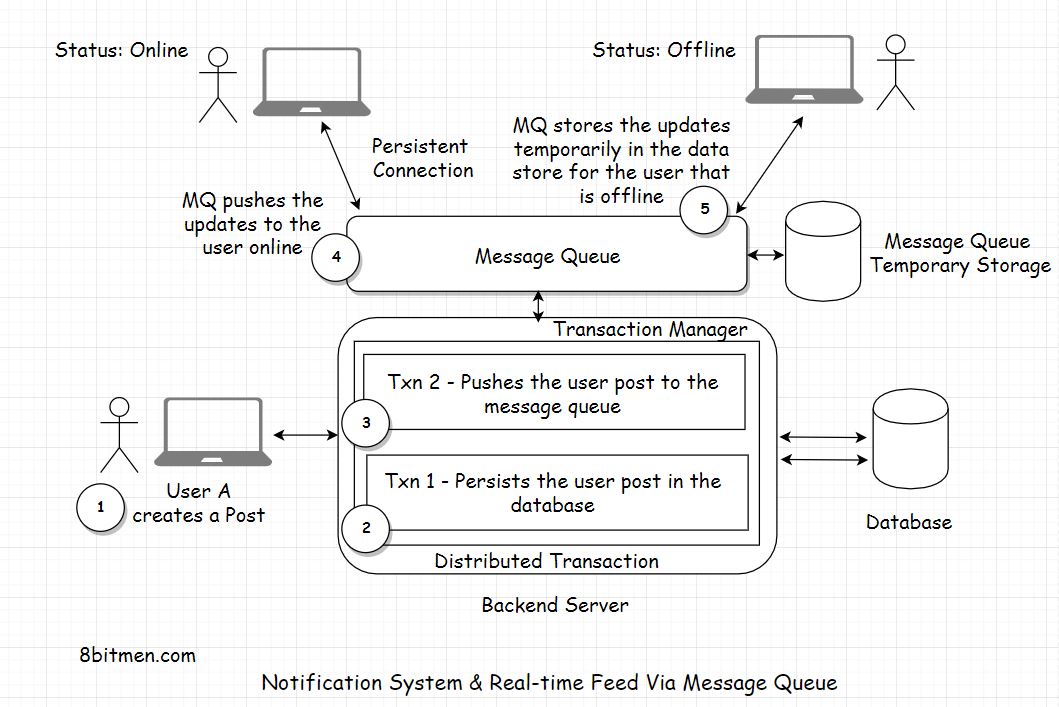 Status: Online
Status: Offline
Persistent
Connection
MQ stores the updates
temporarily in the data
store for the user that
is offline
5
MQ pushes the
updates to the
user online
4
Message Queue
Message Queue
Temporary Storage
Transaction Manager
Txn 2 - Pushes the user post to the
message queue
3
Txn 1 - Persists the user post in the
database
2
1
User A
creates a Post
Database
Distributed Transaction
Backend Server
8bitmen.com
Notification System & Real-time Feed Via Message Queue